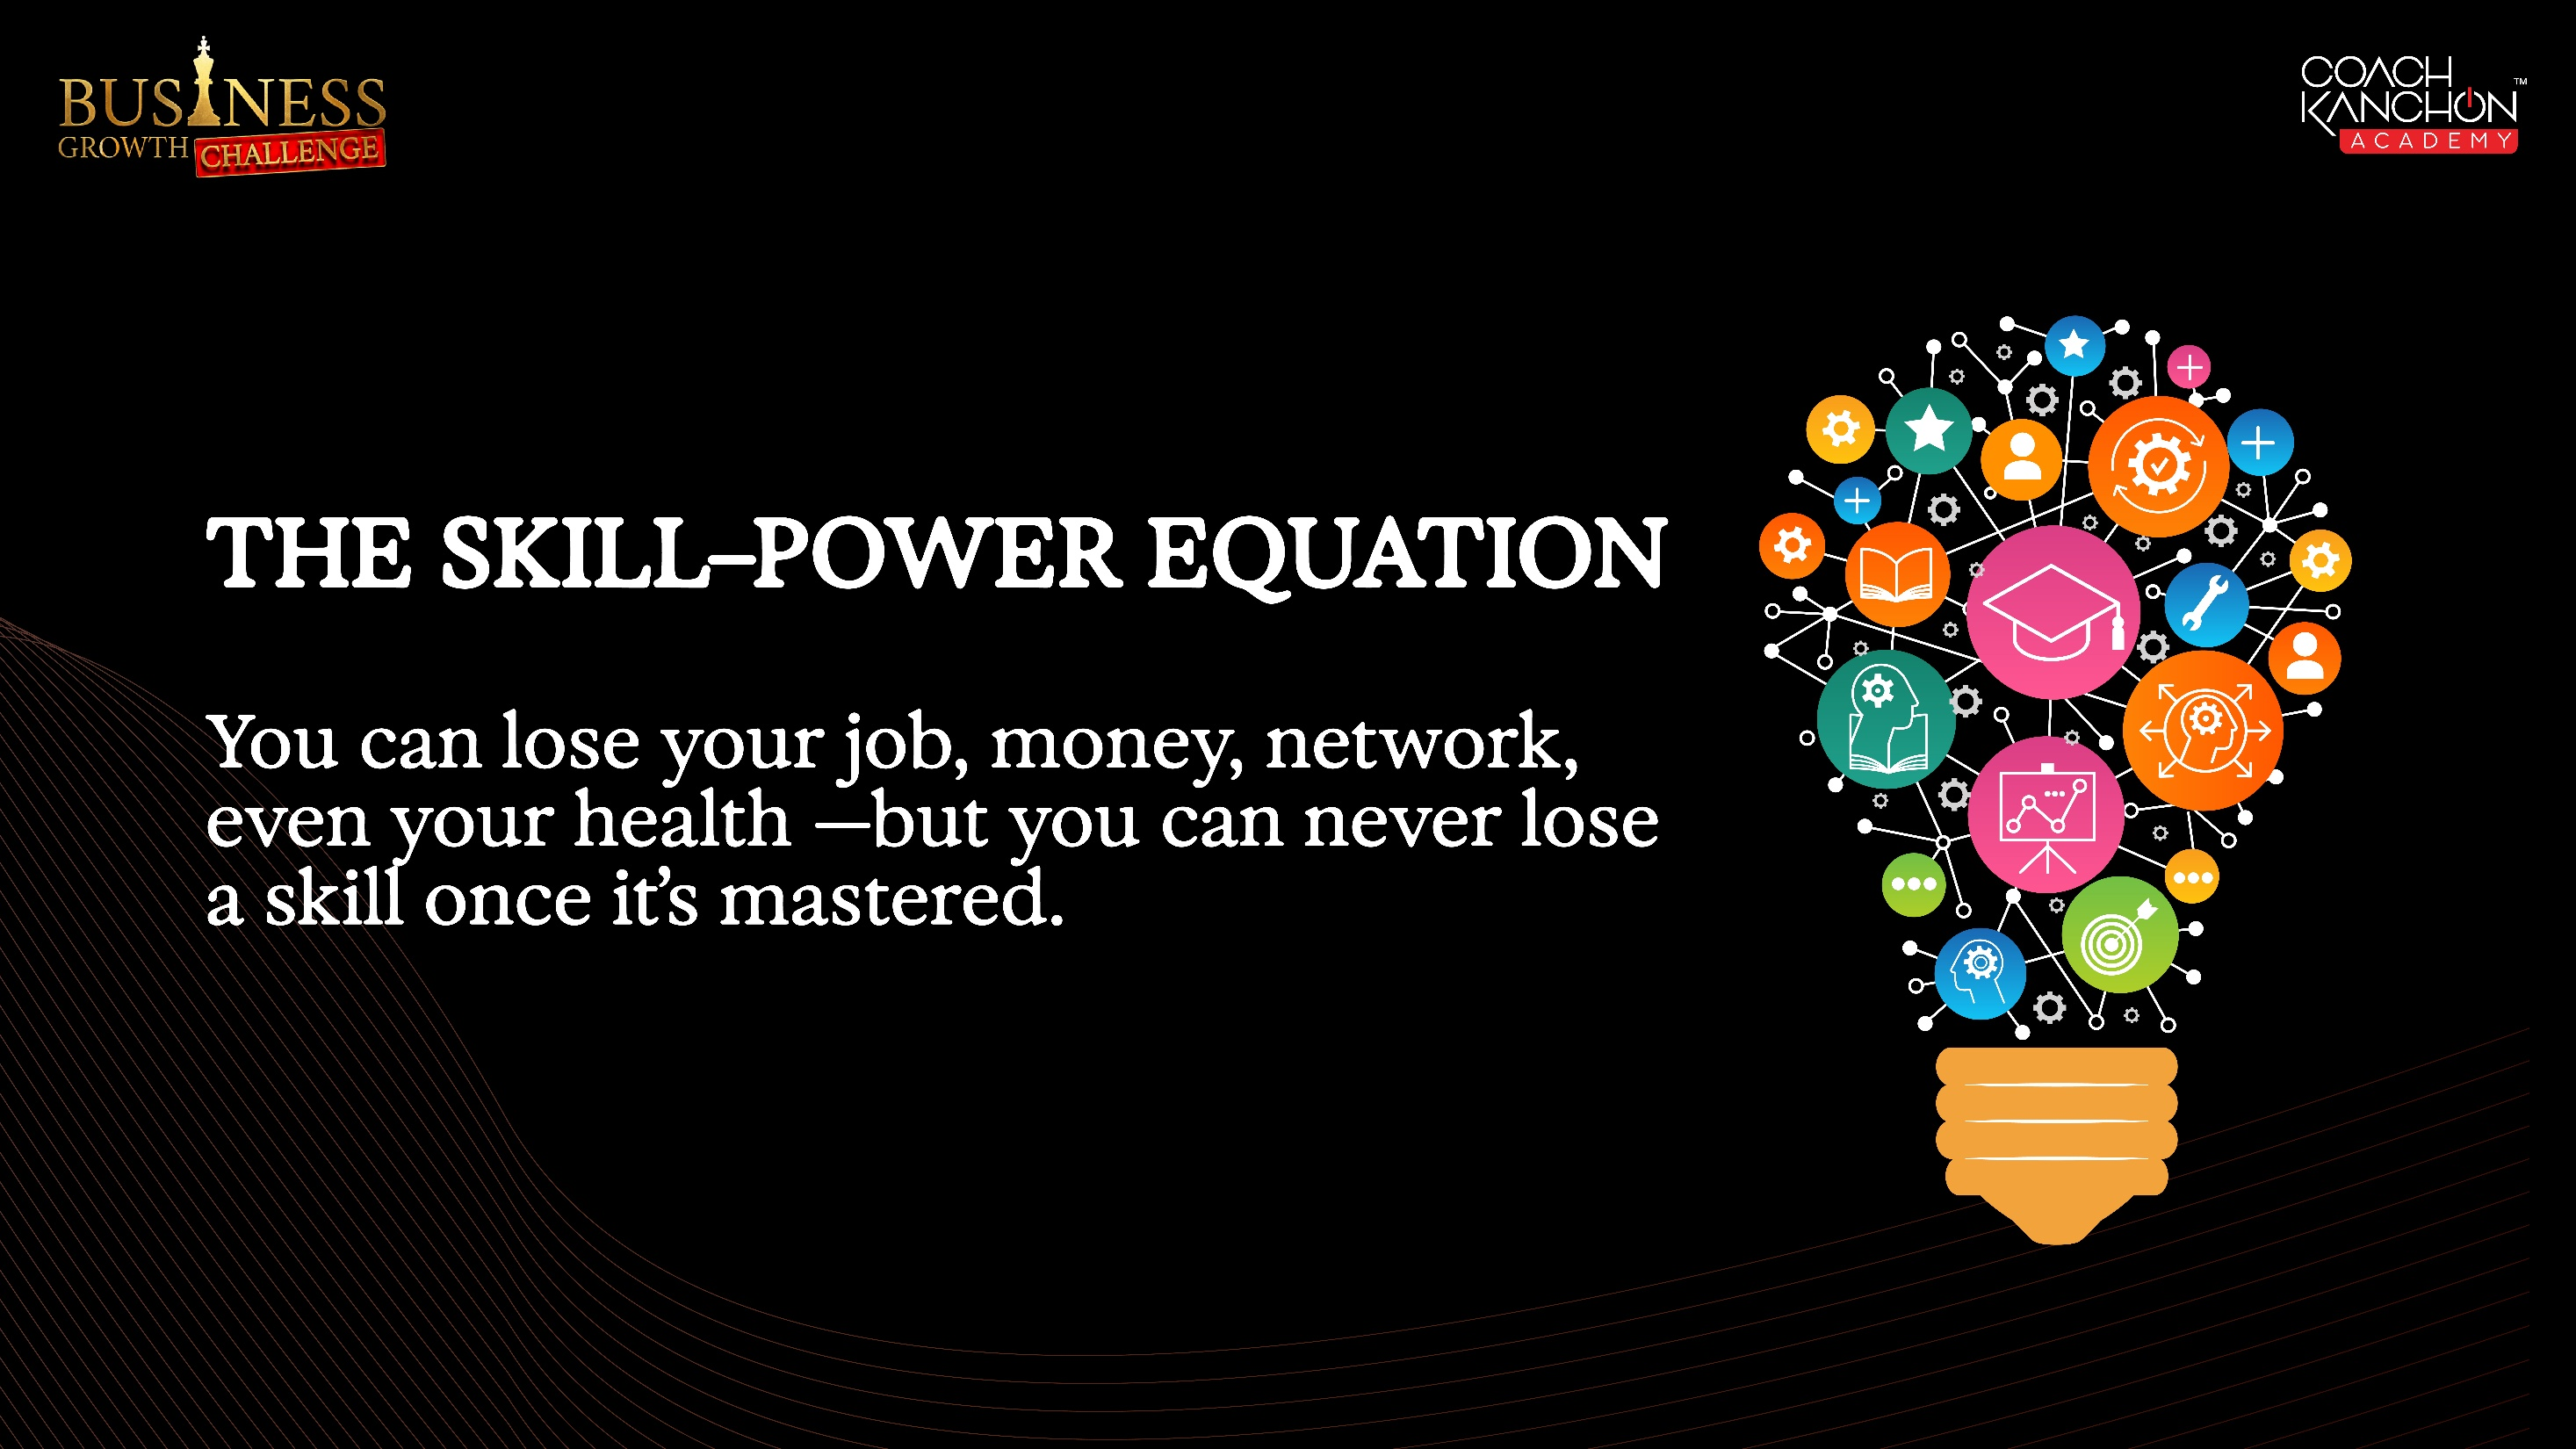 BUSINESS
GROWTH CHALLENGE
COACH
KANCHON™
ACADEMY
THE SKILL–POWER EQUATION
You can lose your job, money, network,
even your health —but you can never lose
a skill once it’s mastered.